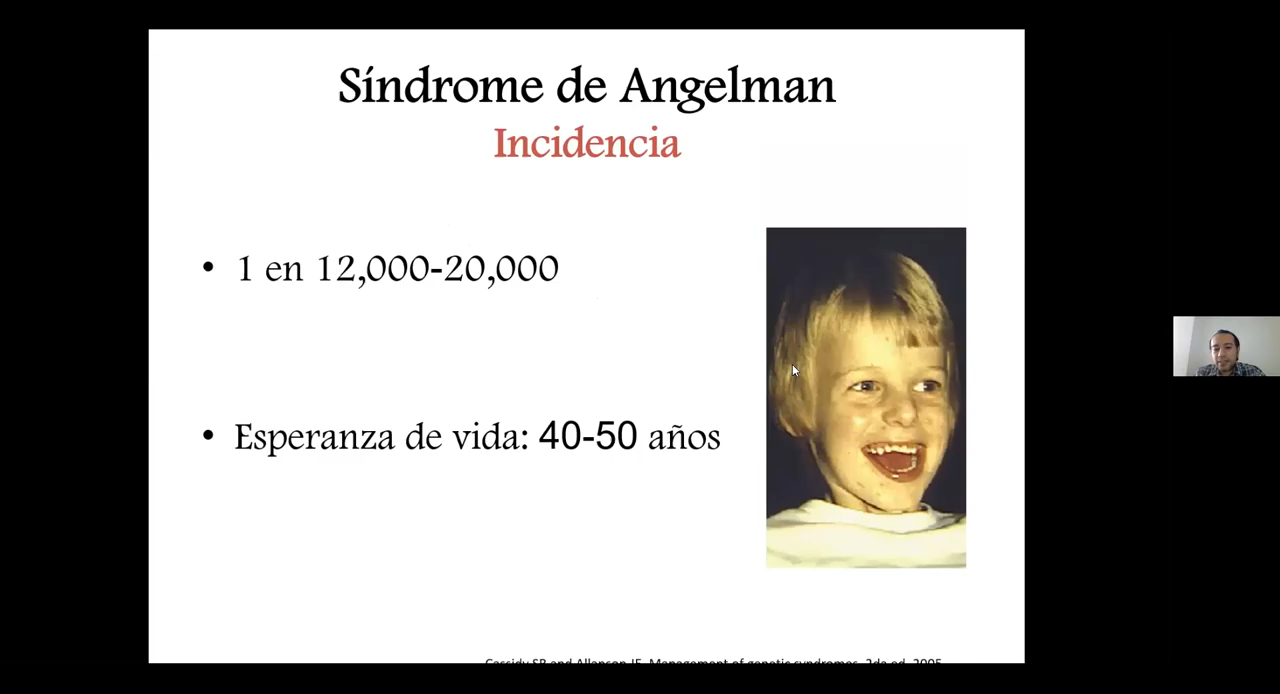 Síndrome de Angelman
Incidencia
• 1 en 12,000-20,000
• Esperanza de vida: 40-50 años
Cassidy SB and Allanson JE. Management of genetic syndromes. 2da ed. 2005